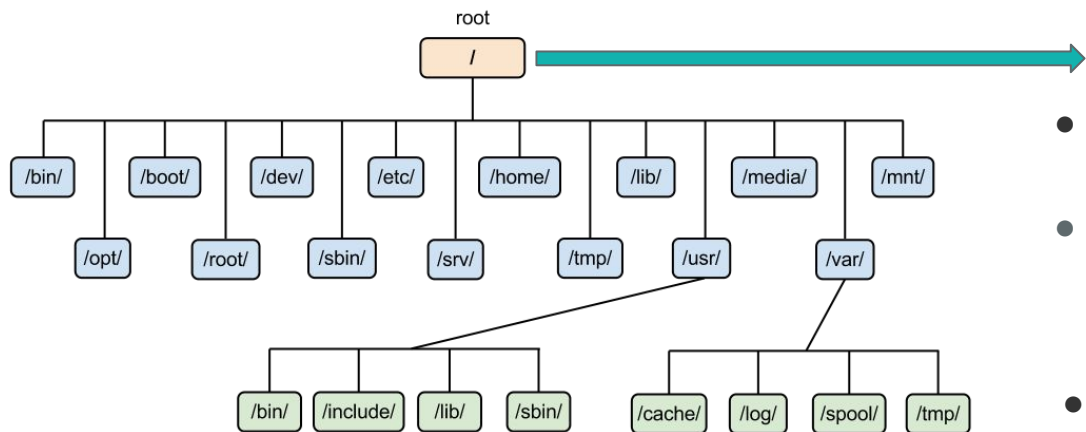 root
/
/bin/ /boot/ /dev/ /etc/ /home/ /lib/ /media/ /mnt/
/opt/ /root/ /sbin/ /srv/ /tmp/ /usr/ /var/
/bin/ /include/ /lib/ /sbin/ /cache/ /log/ /spool/ /tmp/